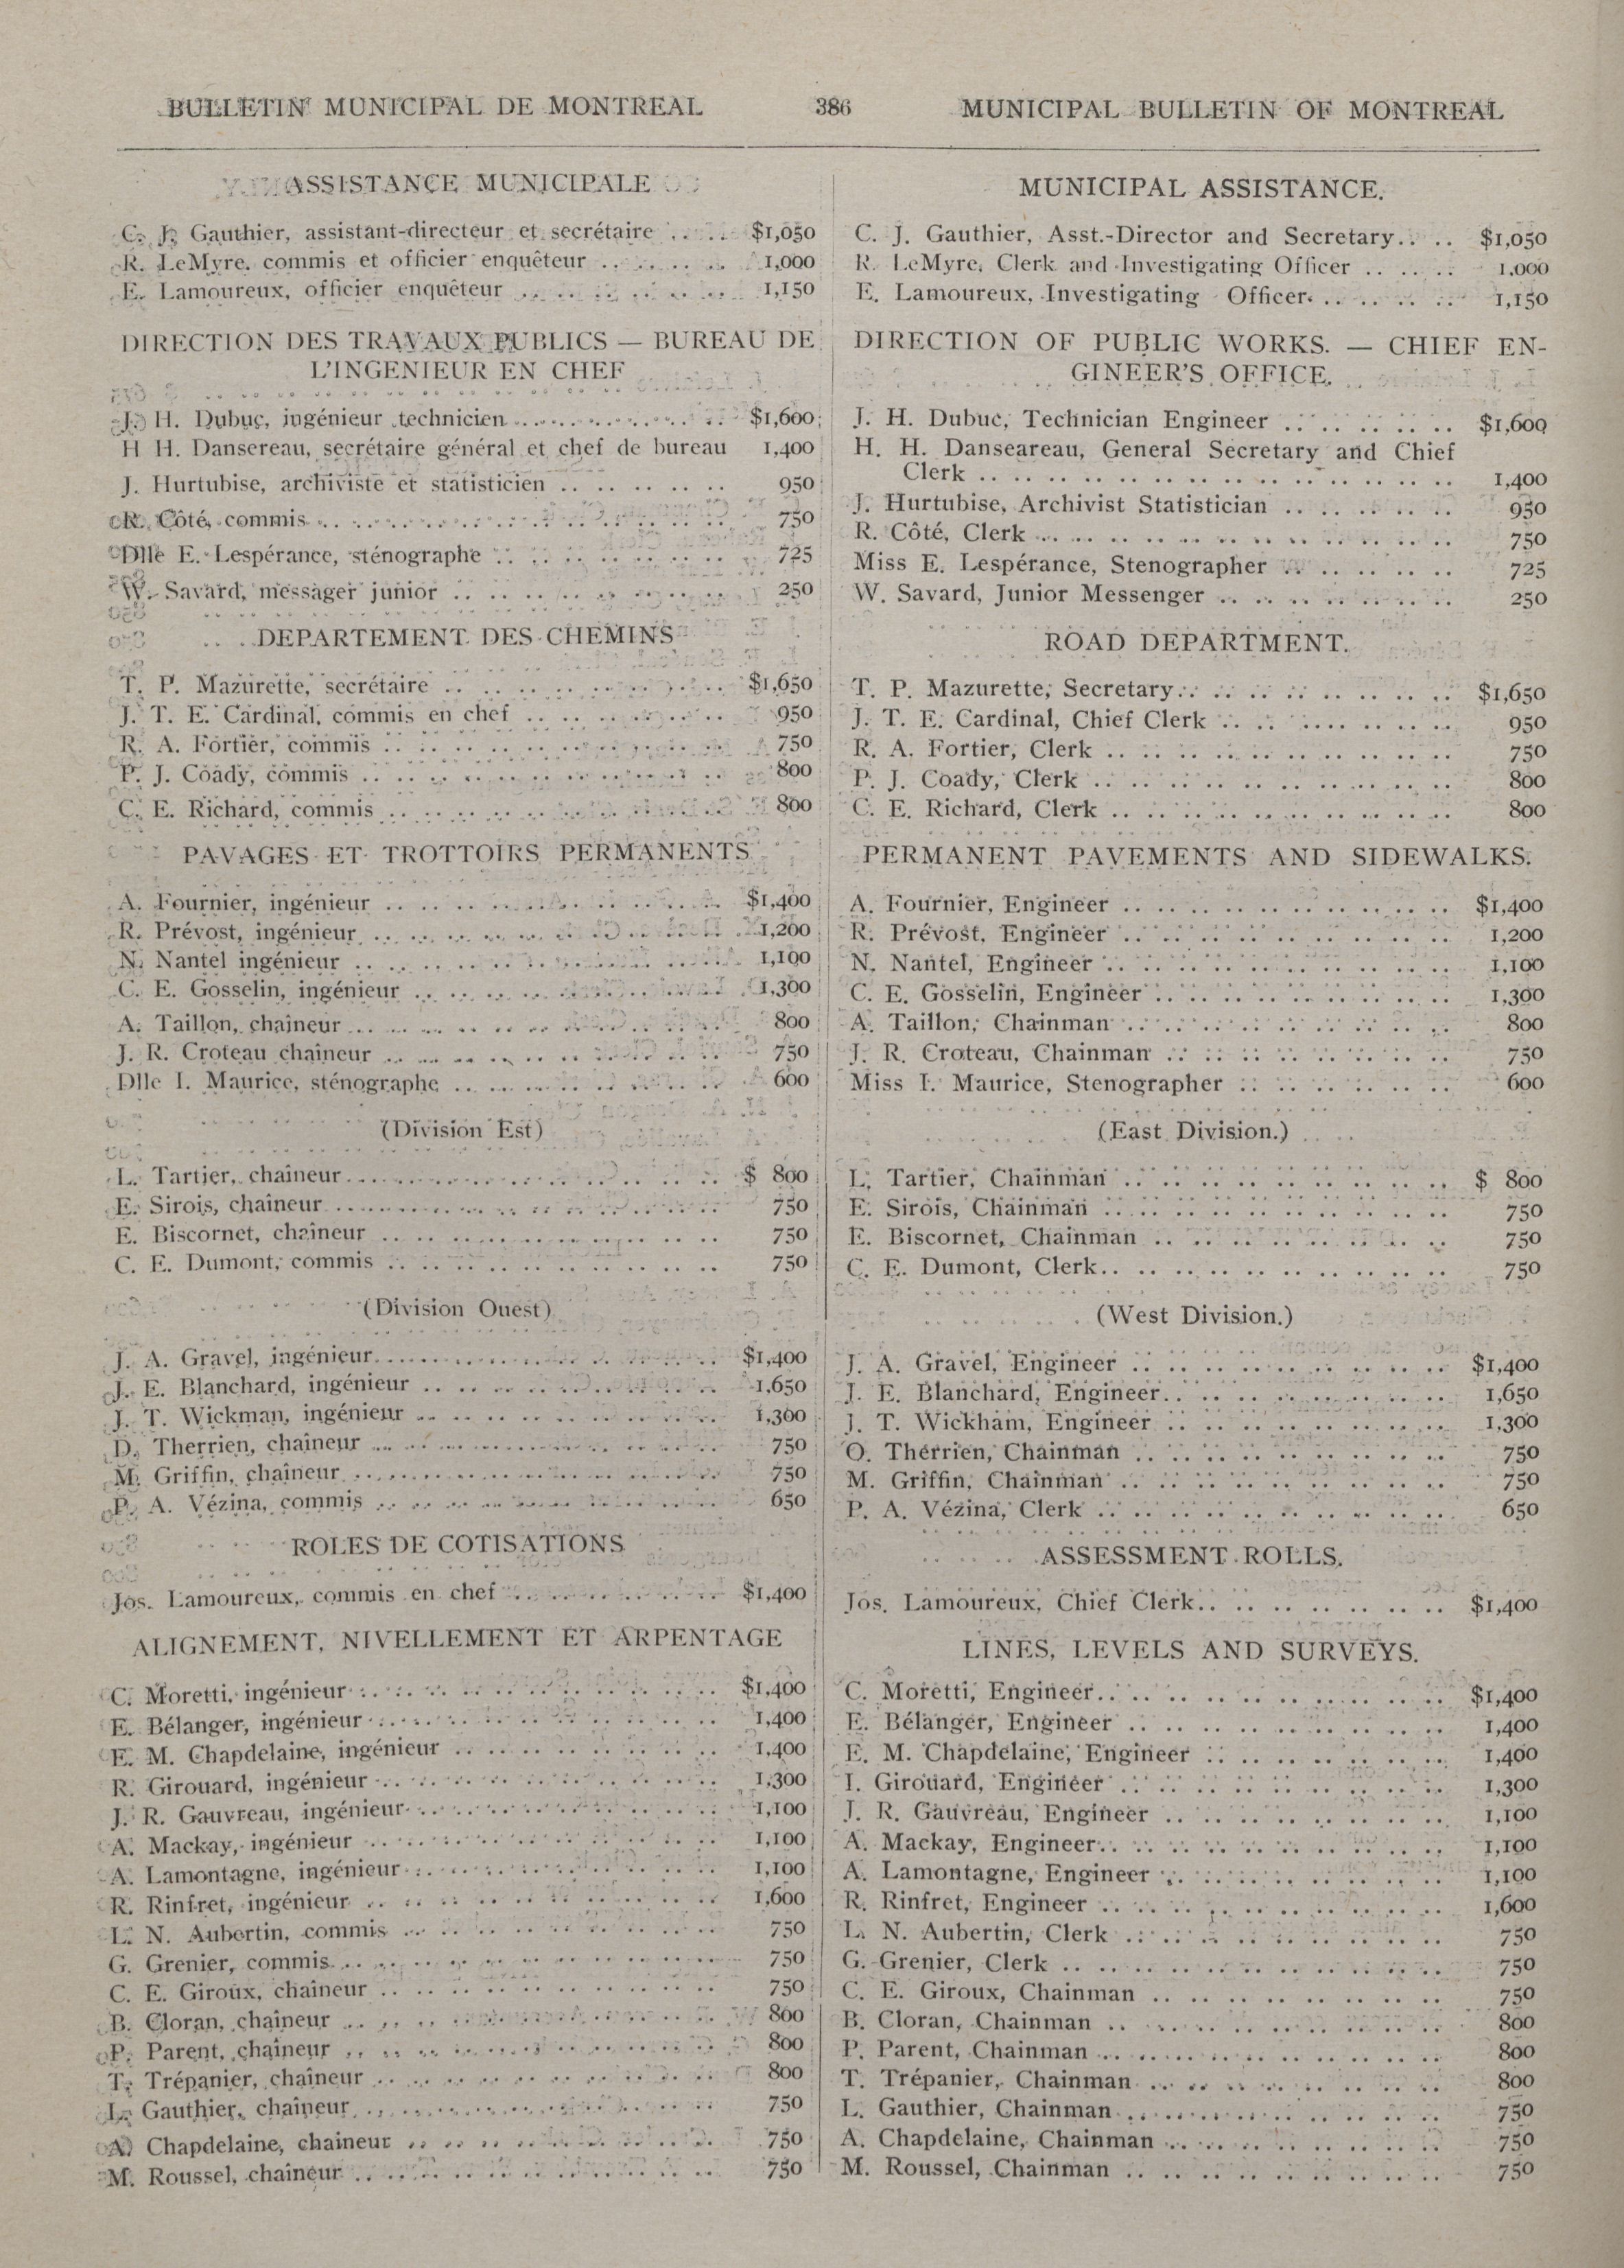 BULLETIN MUNICIPAL DE MONTREAL 386 MUNICIPAL BULLETIN OF MONTREAL
ASSISTANCE MUNICIPALE
C. J. Gauthier, assistant-directeur et secrétaire .. .. $1,050
R. LeMyre. commis et officier enquêteur .. .. .. .. 1,000
E. Lamoureux, officier enquêteur .. .. .. .. .. .. 1,150
DIRECTION DES TRAVAUX PUBLICS — BUREAU DE
L'INGENIEUR EN CHEF
J. H. Dubuc, ingénieur technicien .. .. .. .. .. .. $1,600
H H. Dansereau, secrétaire général et chef de bureau 1,400
J. Hurtubise, archiviste et statisticien .. .. .. .. .. 950
R. Côté, commis .. .. .. .. .. .. .. .. .. .. .. .. 750
Dlle E. Lespérance, sténographe .. .. .. .. .. .. .. 725
W. Savard, messager junior .. .. .. .. .. .. .. .. 250
DEPARTEMENT DES CHEMINS
T. P. Mazurette, secrétaire .. .. .. .. .. .. .. .. $1,650
J. T. E. Cardinal, commis en chef .. .. .. .. .. .. 950
R. A. Fortier, commis .. .. .. .. .. .. .. .. .. .. 750
P. J. Coady, commis .. .. .. .. .. .. .. .. .. .. 800
C. E. Richard, commis .. .. .. .. .. .. .. .. .. .. 800
PAVAGES ET TROTTOIRS PERMANENTS
A. Fournier, ingénieur .. .. .. .. .. .. .. .. .. .. $1,400
R. Prévost, ingénieur .. .. .. .. .. .. .. .. .. .. 1,200
N. Nantel ingénieur .. .. .. .. .. .. .. .. .. .. .. 1,100
C. E. Gosselin, ingénieur .. .. .. .. .. .. .. .. .. 1,300
A. Taillon, chaîneur .. .. .. .. .. .. .. .. .. .. .. 800
J. R. Croteau chaîneur .. .. .. .. .. .. .. .. .. .. 750
Dlle I. Maurice, sténographe .. .. .. .. .. .. .. .. 600
(Division Est)
L. Tartier, chaîneur .. .. .. .. .. .. .. .. .. .. .. $ 800
E. Sirois, chaîneur .. .. .. .. .. .. .. .. .. .. .. 750
E. Biscornet, chaîneur .. .. .. .. .. .. .. .. .. .. 750
C. E. Dumont, commis .. .. .. .. .. .. .. .. .. .. 750
(Division Ouest)
J. A. Gravel, ingénieur .. .. .. .. .. .. .. .. .. .. $1,400
J. E. Blanchard, ingénieur .. .. .. .. .. .. .. .. .. 1,650
J. T. Wickman, ingénieur .. .. .. .. .. .. .. .. .. 1,300
D. Therrien, chaîneur .. .. .. .. .. .. .. .. .. .. 750
M. Griffin, chaîneur .. .. .. .. .. .. .. .. .. .. .. 750
P. A. Vézina, commis .. .. .. .. .. .. .. .. .. .. 650
ROLES DE COTISATIONS
Jos. Lamoureux, commis en chef .. .. .. .. .. .. $1,400
ALIGNEMENT, NIVELLEMENT ET ARPENTAGE
C. Moretti, ingénieur .. .. .. .. .. .. .. .. .. .. $1,400
E. Bélanger, ingénieur .. .. .. .. .. .. .. .. .. .. 1,400
E. M. Chapdelaine, ingénieur .. .. .. .. .. .. .. .. 1,400
R. Girouard, ingénieur .. .. .. .. .. .. .. .. .. .. 1,300
J. R. Gauvreau, ingénieur .. .. .. .. .. .. .. .. .. 1,100
A. Mackay, ingénieur .. .. .. .. .. .. .. .. .. .. 1,100
A. Lamontagne, ingénieur .. .. .. .. .. .. .. .. .. 1,100
R. Rinfret, ingénieur .. .. .. .. .. .. .. .. .. .. 1,600
L. N. Aubertin, commis .. .. .. .. .. .. .. .. .. 750
G. Grenier, commis .. .. .. .. .. .. .. .. .. .. .. 750
C. E. Giroux, chaîneur .. .. .. .. .. .. .. .. .. .. 750
B. Cloran, chaîneur .. .. .. .. .. .. .. .. .. .. .. 800
P. Parent, chaîneur .. .. .. .. .. .. .. .. .. .. .. 800
T. Trépanier, chaîneur .. .. .. .. .. .. .. .. .. .. 800
L. Gauthier, chaîneur .. .. .. .. .. .. .. .. .. .. 750
A. Chapdelaine, chaineur .. .. .. .. .. .. .. .. .. 750
M. Roussel, chaîneur .. .. .. .. .. .. .. .. .. .. 750
MUNICIPAL ASSISTANCE.
C. J. Gauthier, Asst.-Director and Secretary .. .. $1,050
R. LeMyre, Clerk and Investigating Officer .. .. .. 1.000
E. Lamoureux, Investigating Officer. .. .. .. .. 1,150
DIRECTION OF PUBLIC WORKS. — CHIEF EN-
GINEER'S OFFICE.
J. H. Dubuc, Technician Engineer .. .. .. .. .. $1,600
H. H. Danseareau, General Secretary and Chief
Clerk .. .. .. .. .. .. .. .. .. .. .. .. .. .. 1,400
J. Hurtubise, Archivist Statistician .. .. .. .. .. 950
R. Côté, Clerk .. .. .. .. .. .. .. .. .. .. .. .. 750
Miss E. Lespérance, Stenographer .. .. .. .. .. 725
W. Savard, Junior Messenger .. .. .. .. .. .. .. 250
ROAD DEPARTMENT.
T. P. Mazurette, Secretary .. .. .. .. .. .. .. .. $1,650
J. T. E. Cardinal, Chief Clerk .. .. .. .. .. .. .. 950
R. A. Fortier, Clerk .. .. .. .. .. .. .. .. .. .. 750
P. J. Coady, Clerk .. .. .. .. .. .. .. .. .. .. 800
C. E. Richard, Clerk .. .. .. .. .. .. .. .. .. .. 800
PERMANENT PAVEMENTS AND SIDEWALKS.
A. Fournier, Engineer .. .. .. .. .. .. .. .. .. $1,400
R. Prévost, Engineer .. .. .. .. .. .. .. .. .. 1,200
N. Nantel, Engineer .. .. .. .. .. .. .. .. .. .. 1,100
C. E. Gosselin, Engineer .. .. .. .. .. .. .. .. 1,300
A. Taillon, Chainman .. .. .. .. .. .. .. .. .. 800
J. R. Croteau, Chainman .. .. .. .. .. .. .. .. 750
Miss I. Maurice, Stenographer .. .. .. .. .. .. 600
(East Division.)
L. Tartier, Chainman .. .. .. .. .. .. .. .. .. $ 800
E. Sirois, Chainman .. .. .. .. .. .. .. .. .. .. 750
E. Biscornet, Chainman .. .. .. .. .. .. .. .. 750
C. E. Dumont, Clerk .. .. .. .. .. .. .. .. .. .. 750
(West Division.)
J. A. Gravel, Engineer .. .. .. .. .. .. .. .. .. $1,400
J. E. Blanchard, Engineer .. .. .. .. .. .. .. .. 1,650
J. T. Wickham, Engineer .. .. .. .. .. .. .. .. 1,300
O. Therrien, Chainman .. .. .. .. .. .. .. .. .. 750
M. Griffin, Chainman .. .. .. .. .. .. .. .. .. 750
P. A. Vézina, Clerk .. .. .. .. .. .. .. .. .. .. 650
ASSESSMENT ROLLS.
Jos. Lamoureux, Chief Clerk .. .. .. .. .. .. .. $1,400
LINES, LEVELS AND SURVEYS.
C. Moretti, Engineer .. .. .. .. .. .. .. .. .. .. $1,400
E. Bélanger, Engineer .. .. .. .. .. .. .. .. .. 1,400
E. M. Chapdelaine, Engineer .. .. .. .. .. .. .. 1,400
I. Girouard, Engineer .. .. .. .. .. .. .. .. .. 1,300
J. R. Gauvreau, Engineer .. .. .. .. .. .. .. .. 1,100
A. Mackay, Engineer .. .. .. .. .. .. .. .. .. .. 1,100
A. Lamontagne, Engineer .. .. .. .. .. .. .. .. 1,100
R. Rinfret, Engineer .. .. .. .. .. .. .. .. .. .. 1,600
L. N. Aubertin, Clerk .. .. .. .. .. .. .. .. .. 750
G. Grenier, Clerk .. .. .. .. .. .. .. .. .. .. .. 750
C. E. Giroux, Chainman .. .. .. .. .. .. .. .. 750
B. Cloran, Chainman .. .. .. .. .. .. .. .. .. .. 800
P. Parent, Chainman .. .. .. .. .. .. .. .. .. .. 800
T. Trépanier, Chainman .. .. .. .. .. .. .. .. 800
L. Gauthier, Chainman .. .. .. .. .. .. .. .. .. 750
A. Chapdelaine, Chainman .. .. .. .. .. .. .. .. 750
M. Roussel, Chainman .. .. .. .. .. .. .. .. .. 750